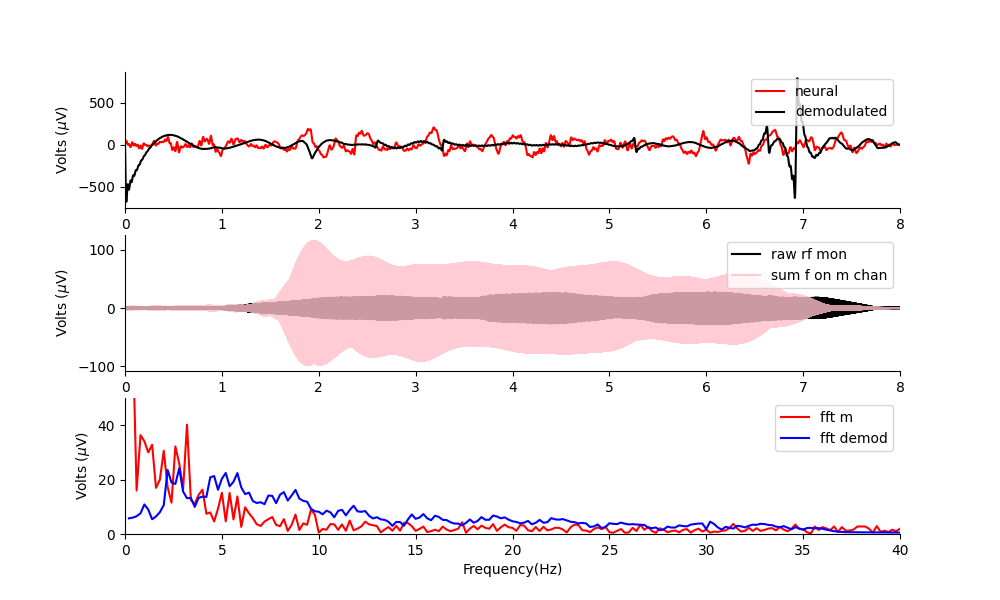 Volts (μV)
500
0
−500
neural
demodulated
0 1 2 3 4 5 6 7 8
Volts (μV)
100
0
−100
raw rf mon
sum f on m chan
0 1 2 3 4 5 6 7 8
Volts (μV)
40
20
0
fft m
fft demod
0 5 10 15 20 25 30 35 40
Frequency(Hz)